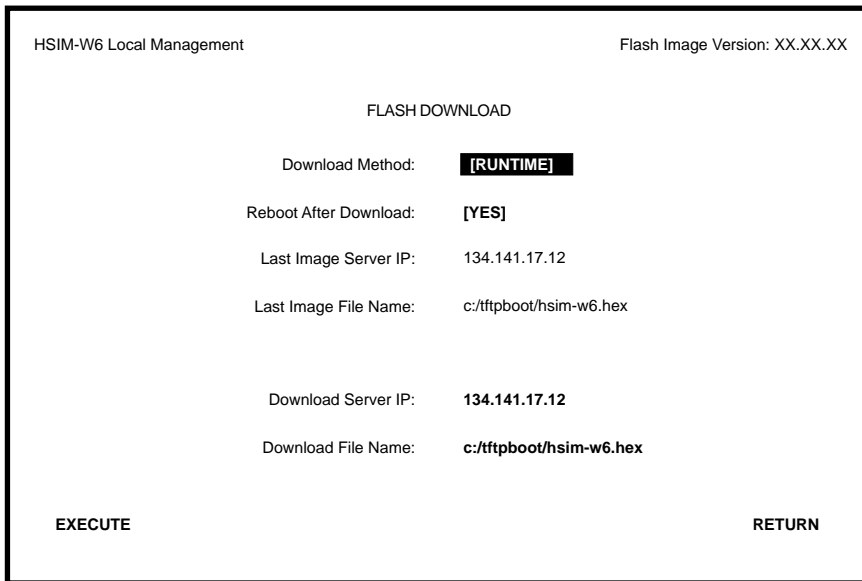 HSIM-W6 Local Management Flash Image Version: XX.XX.XX
FLASH DOWNLOAD
Download Method: [RUNTIME]
Reboot After Download: [YES]
Last Image Server IP: 134.141.17.12
Last Image File Name: c:/tftpboot/hsim-w6.hex
Download Server IP: 134.141.17.12
Download File Name: c:/tftpboot/hsim-w6.hex
EXECUTE RETURN